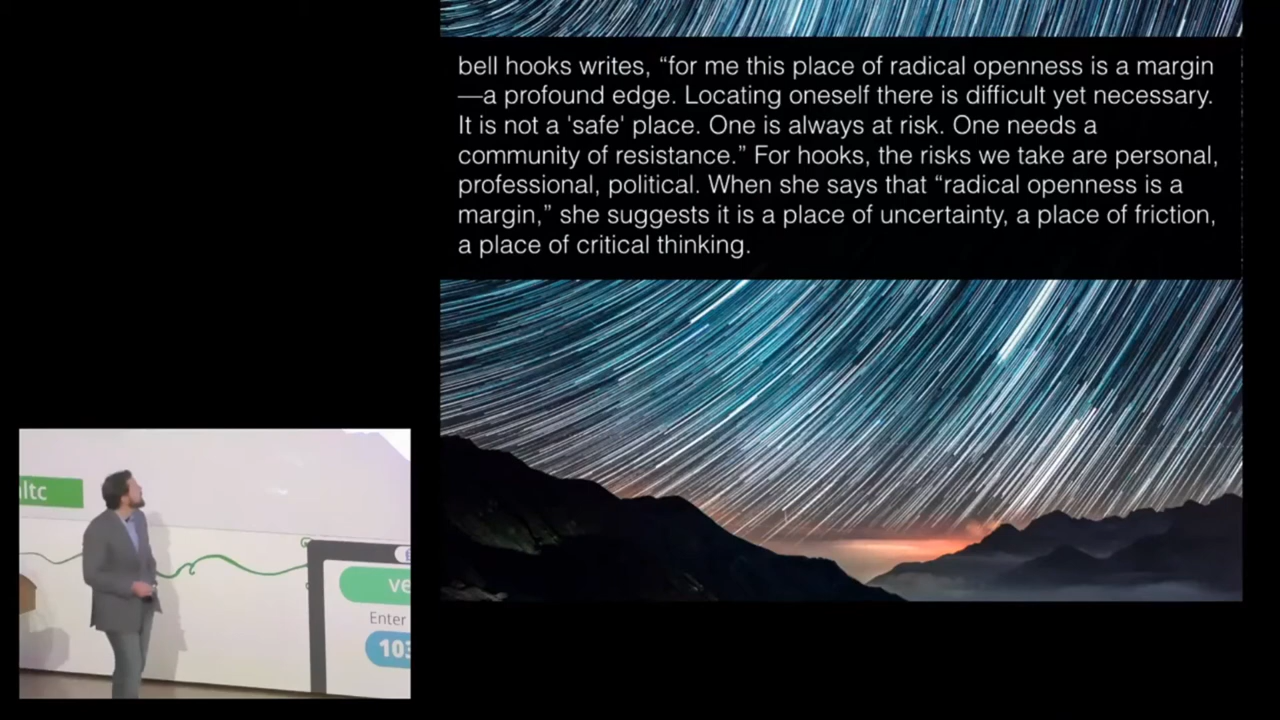 bell hooks writes, “for me this place of radical openness is a margin
—a profound edge. Locating oneself there is difficult yet necessary.
It is not a 'safe' place. One is always at risk. One needs a
community of resistance.” For hooks, the risks we take are personal,
professional, political. When she says that “radical openness is a
margin,” she suggests it is a place of uncertainty, a place of friction,
a place of critical thinking.
ltc
ve
Enter
103